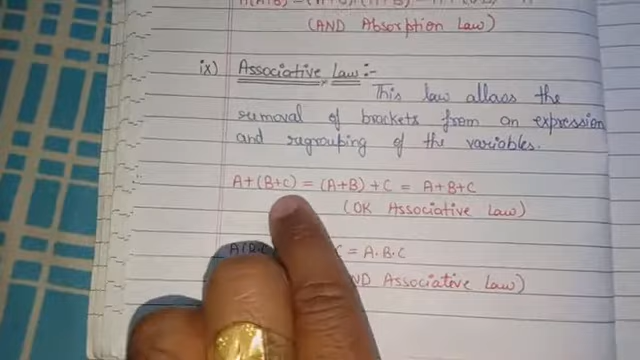 (AND Absorption Law)
ix) Associative Law :-
This law allows the
removal of brackets from an expression
and regrouping of the variables.
A+(B+C) = (A+B)+C = A+B+C
(OR Associative Law)
C = A.B.C
Associative Law)